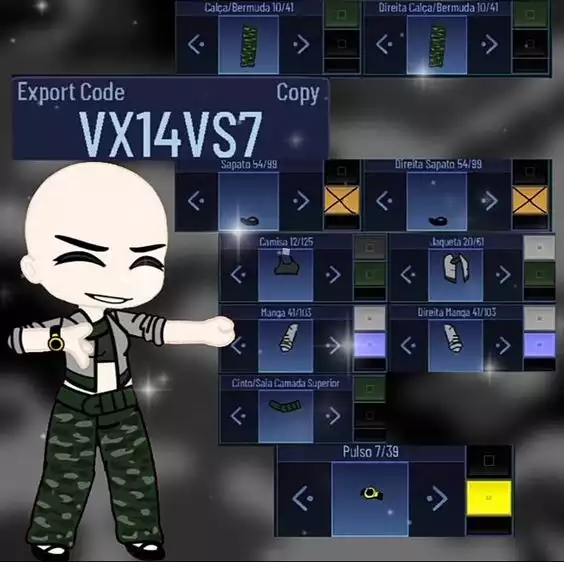 Calça/Bermuda 10/41
Direita Calça/Bermuda 10/41
Export Code
Copy
VX14VS7
Sapato 54/99
Direita Sapato 54/99
Camisa 12/125
Jaqueta 20/61
Manga 41/103
Direita Manga 41/103
Cinto/Saia Camada Superior
Pulso 7/39